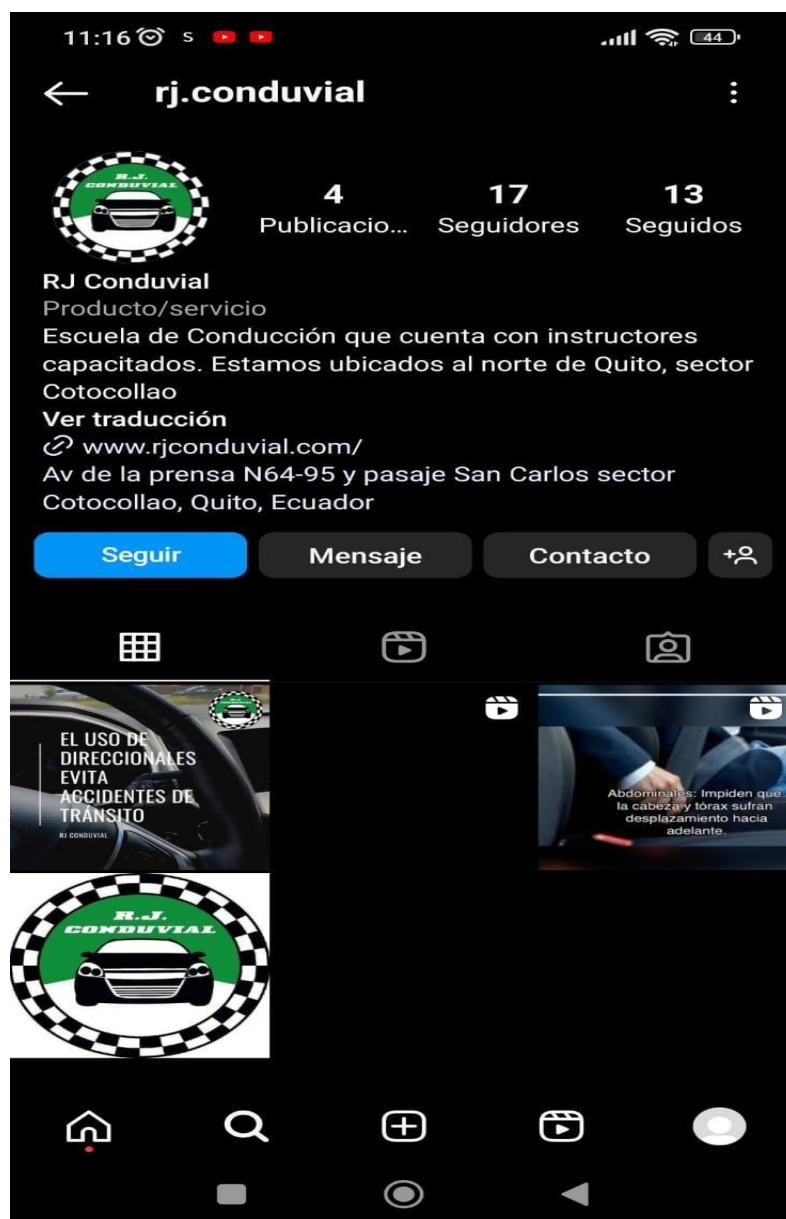 11:16 S 44
rj.conduvial
R.J.
CONDUVIAL
4 17 13
Publicacio... Seguidores Seguidos
RJ Conduvial
Producto/servicio
Escuela de Conducción que cuenta con instructores
capacitados. Estamos ubicados al norte de Quito, sector
Cotocollao
Ver traducción
www.rjconduvial.com/
Av de la prensa N64-95 y pasaje San Carlos sector
Cotocollao, Quito, Ecuador
Seguir Mensaje Contacto
EL USO DE
DIRECCIONALES
EVITA
ACCIDENTES DE
TRÁNSITO
RJ CONDUVIAL
Abdominales: Impiden que
la cabeza y tórax sufran
desplazamiento hacia
adelante.
R.J.
CONDUVIAL